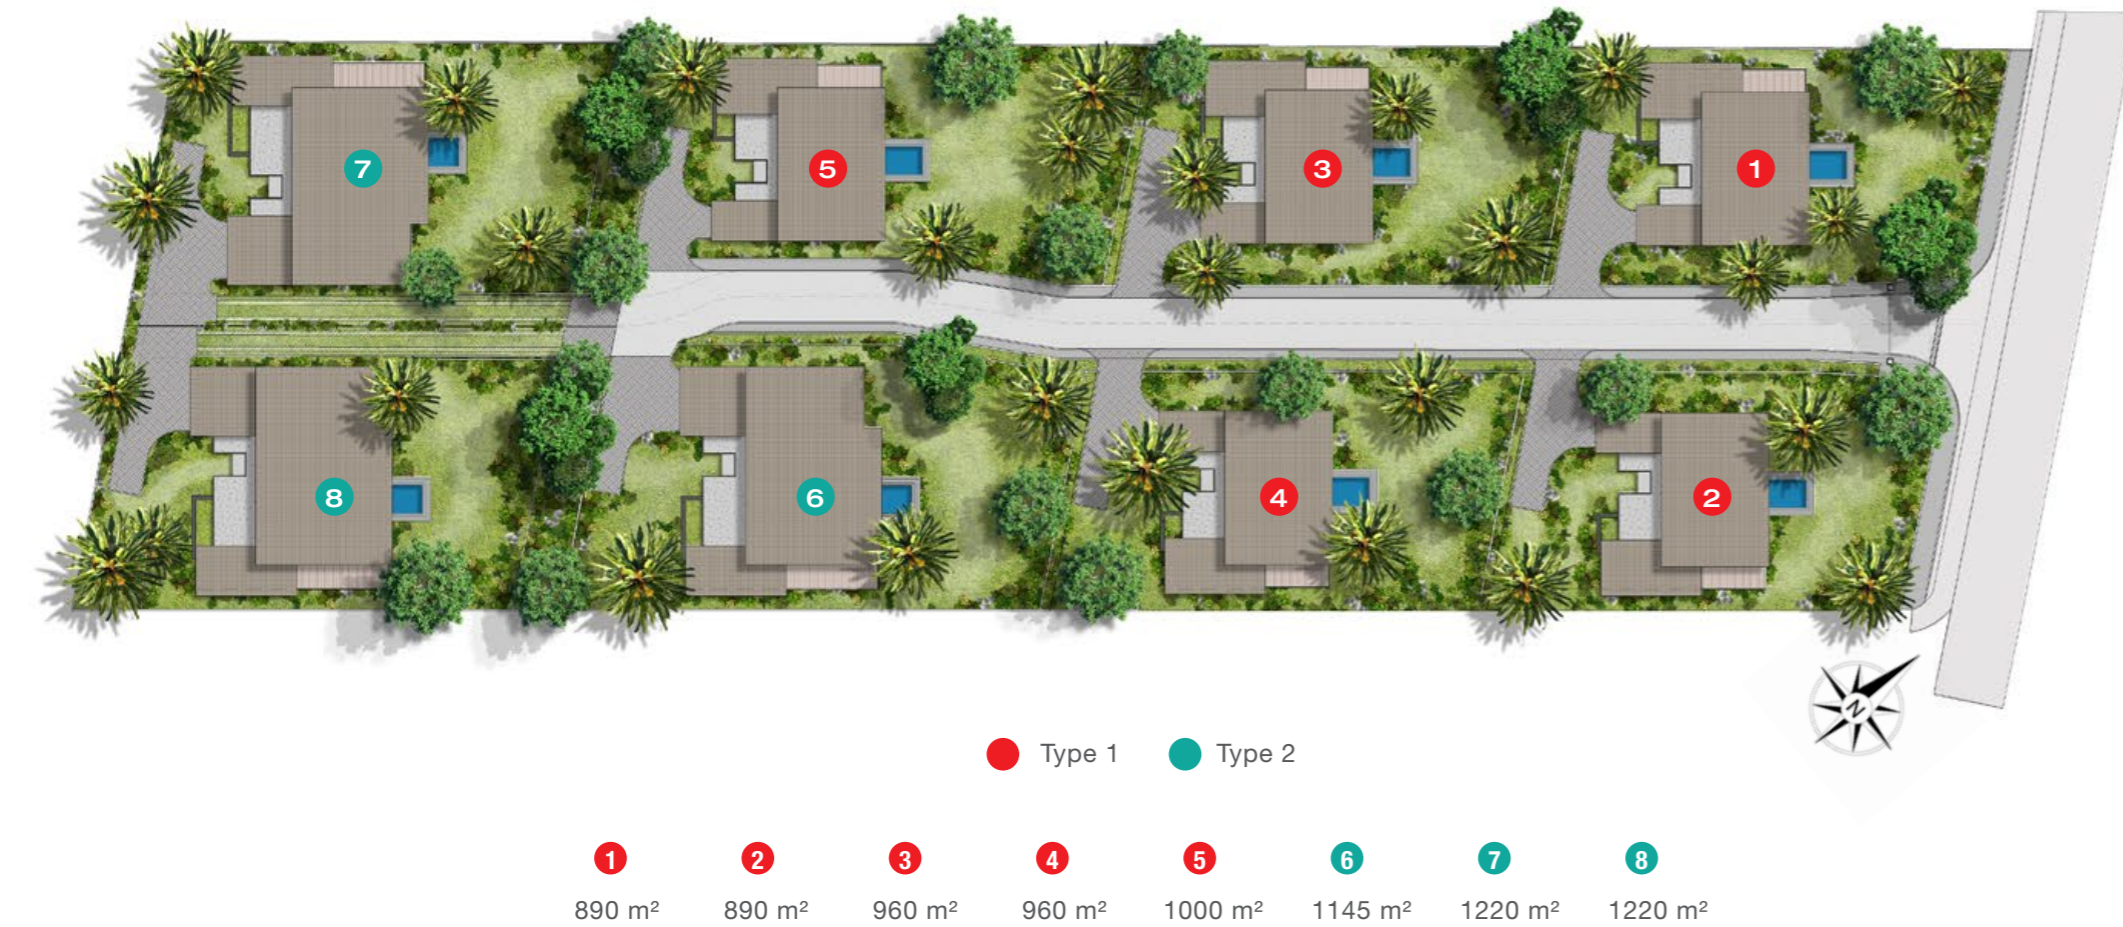 7 5 3 1
8 6 4 2
N
Type 1 Type 2
1 2 3 4 5 6 7 8
890 m² 890 m² 960 m² 960 m² 1000 m² 1145 m² 1220 m² 1220 m²